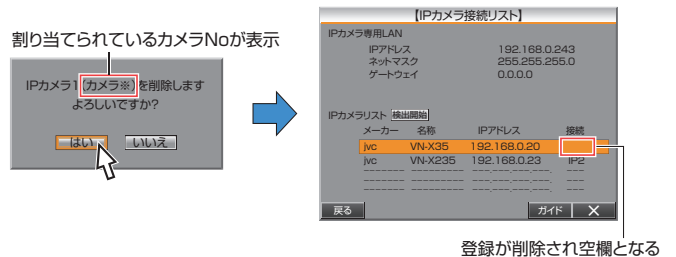 割り当てられているカメラNoが表示
IPカメラ1(カメラ※)を削除します
よろしいですか?
はい いいえ
【IPカメラ接続リスト】
IPカメラ専用LAN
IPアドレス 192.168.0.243
ネットマスク 255.255.255.0
ゲートウェイ 0.0.0.0
IPカメラリスト 検出開始
メーカー 名称 IPアドレス 接続
jvc VN-X35 192.168.0.20
jvc VN-X235 192.168.0.23 IP2
------- ------- ---.---.---.--- ---
------- ------- ---.---.---.--- ---
------- ------- ---.---.---.--- ---
戻る ガイド ×
登録が削除され空欄となる